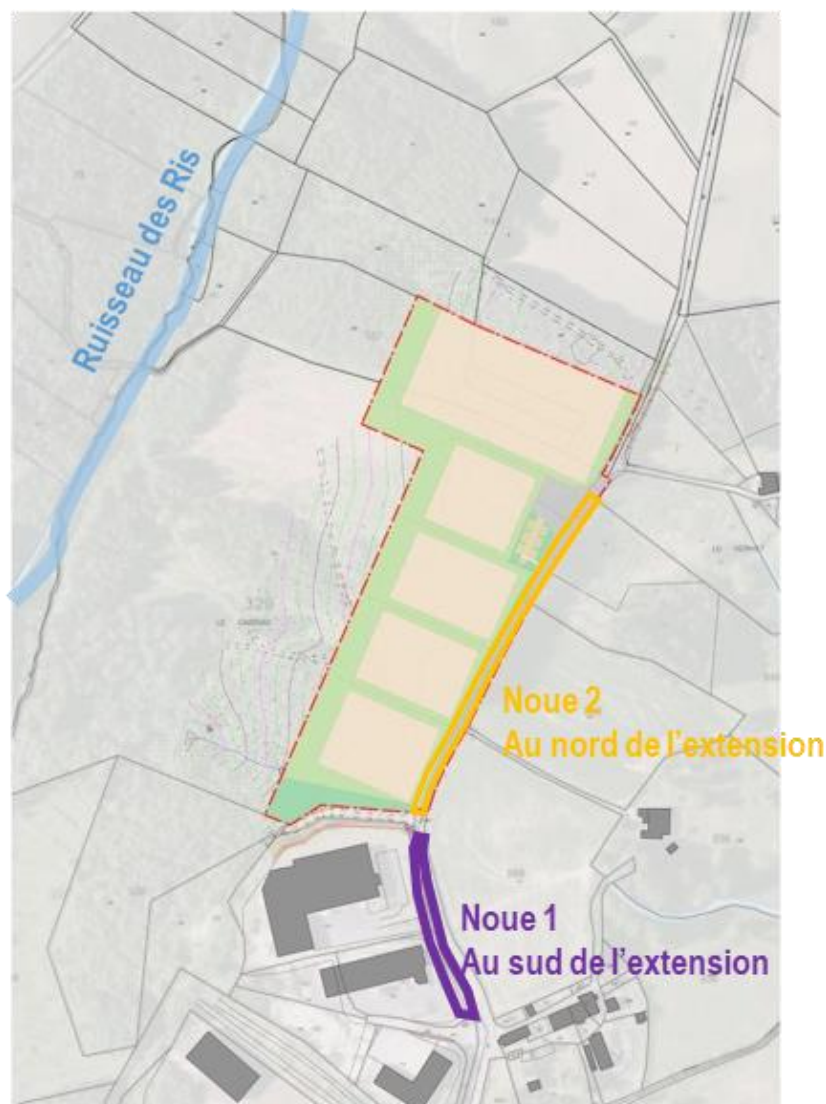 Ruisseau des Ris
Noue 2
Au nord de l'extension
Noue 1
Au sud de l'extension